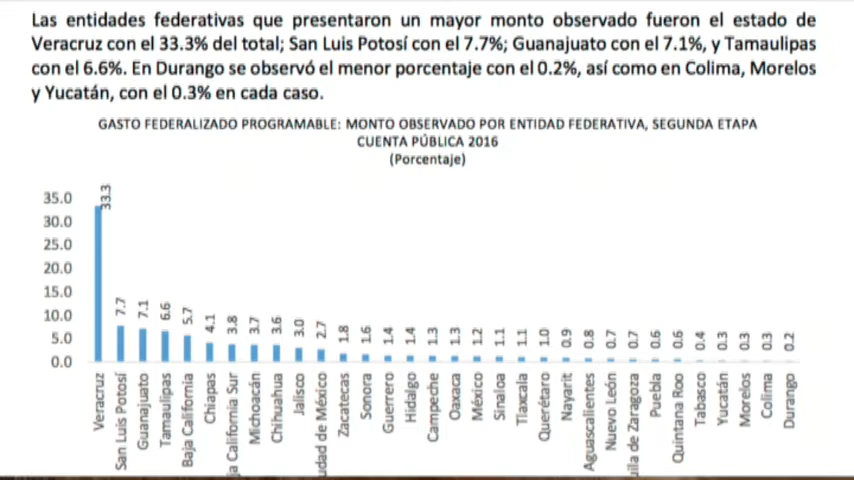 Las entidades federativas que presentaron un mayor monto observado fueron el estado de
Veracruz con el 33.3% del total; San Luis Potosí con el 7.7%; Guanajuato con el 7.1%, y Tamaulipas
con el 6.6%. En Durango se observó el menor porcentaje con el 0.2%, así como en Colima, Morelos
y Yucatán, con el 0.3% en cada caso.
GASTO FEDERALIZADO PROGRAMABLE: MONTO OBSERVADO POR ENTIDAD FEDERATIVA, SEGUNDA ETAPA
CUENTA PÚBLICA 2016
(Porcentaje)
35.0
30.0
25.0
20.0
15.0
10.0
5.0
0.0
33.3
7.7
7.1
6.6
5.7
4.1
3.8
3.7
3.6
3.0
2.7
1.8
1.6
1.4
1.4
1.3
1.3
1.2
1.1
1.1
1.0
0.9
0.8
0.7
0.7
0.6
0.6
0.4
0.3
0.3
0.3
0.2
Veracruz
San Luis Potosí
Guanajuato
Tamaulipas
Baja California
Chiapas
ja California Sur
Michoacán
Chihuahua
Jalisco
udad de México
Zacatecas
Sonora
Guerrero
Hidalgo
Campeche
Oaxaca
México
Sinaloa
Tlaxcala
Querétaro
Nayarit
Aguascalientes
Nuevo León
uila de Zaragoza
Puebla
Quintana Roo
Tabasco
Yucatán
Morelos
Colima
Durango